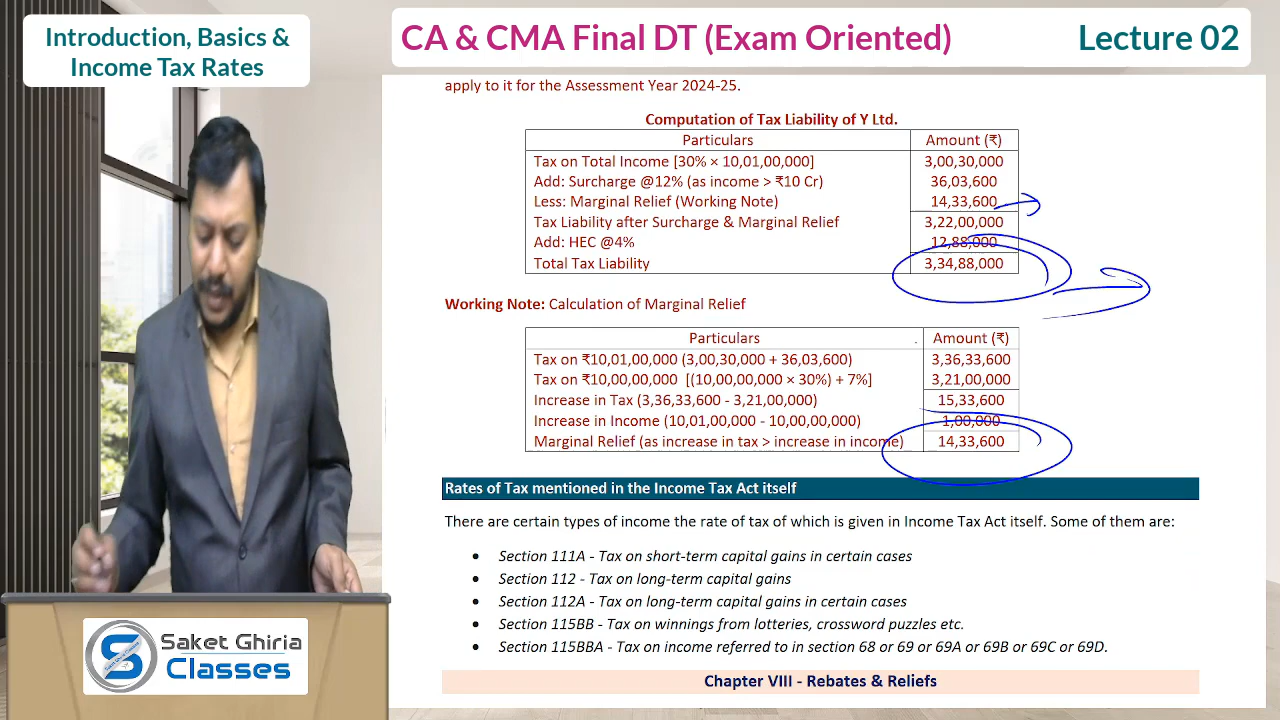 Introduction, Basics &
Income Tax Rates
CA & CMA Final DT (Exam Oriented)
Lecture 02
apply to it for the Assessment Year 2024-25.
Computation of Tax Liability of Y Ltd.
Particulars Amount (₹)
Tax on Total Income [30% × 10,01,00,000] 3,00,30,000
Add: Surcharge @12% (as income > ₹10 Cr) 36,03,600
Less: Marginal Relief (Working Note) 14,33,600
Tax Liability after Surcharge & Marginal Relief 3,22,00,000
Add: HEC @4% 12,88,000
Total Tax Liability 3,34,88,000
Working Note: Calculation of Marginal Relief
Particulars Amount (₹)
Tax on ₹10,01,00,000 (3,00,30,000 + 36,03,600) 3,36,33,600
Tax on ₹10,00,00,000 [(10,00,00,000 × 30%) + 7%] 3,21,00,000
Increase in Tax (3,36,33,600 - 3,21,00,000) 15,33,600
Increase in Income (10,01,00,000 - 10,00,00,000) 1,00,000
Marginal Relief (as increase in tax > increase in income) 14,33,600
Rates of Tax mentioned in the Income Tax Act itself
There are certain types of income the rate of tax of which is given in Income Tax Act itself. Some of them are:
• Section 111A - Tax on short-term capital gains in certain cases
• Section 112 - Tax on long-term capital gains
• Section 112A - Tax on long-term capital gains in certain cases
• Section 115BB - Tax on winnings from lotteries, crossword puzzles etc.
• Section 115BBA - Tax on income referred to in section 68 or 69 or 69A or 69B or 69C or 69D.
Chapter VIII - Rebates & Reliefs
Saket Ghiria
Classes